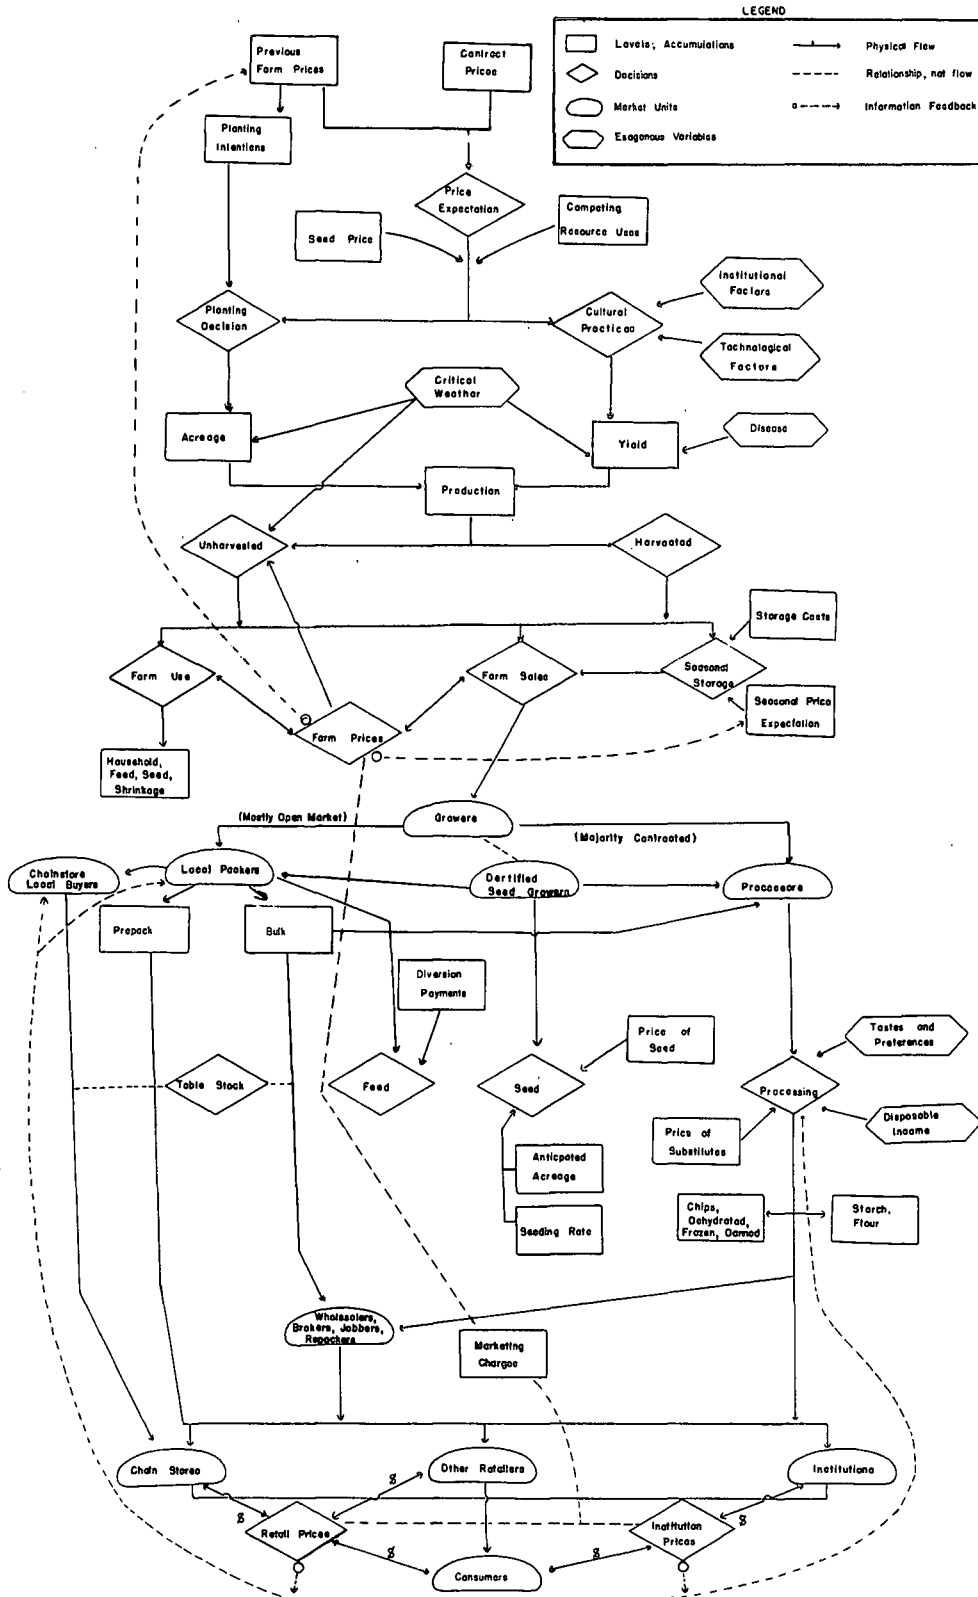 LEGEND
Levels; Accumulations
Physical Flow
Decisions
Relationship, not flow
Market Units
Information Feedback
Exogenous Variables
Previous
Farm Prices
Contract
Prices
Planting
Intentions
Price
Expectation
Seed Price
Competing
Resource Uses
Institutional
Factors
Planting
Decision
Cultural
Practices
Technological
Factors
Critical
Weather
Acreage
Yield
Disease
Production
Unharvested
Harvested
Storage Costs
Farm Use
Farm Sales
Seasonal
Storage
Seasonal Price
Expectation
Farm Prices
Household,
Feed, Seed,
Shrinkage
(Mostly Open Market)
Growers
(Majority Contracted)
Chainstore
Local Buyers
Local Packers
Certified
Seed Growers
Processors
Prepack
Bulk
Diversion
Payments
Price of
Seed
Tastes and
Preferences
Table Stock
Feed
Seed
Processing
Disposable
Income
Price of
Substitutes
Anticpated
Acreage
Seeding Rate
Chips,
Dehydrated,
Frozen, Canned
Starch,
Flour
Wholesalers,
Brokers, Jobbers,
Repackers
Marketing
Charges
Chain Stores
Other Retailers
Institutions
$
$
$
Retail Prices
Institution
Prices
$
$
Consumers